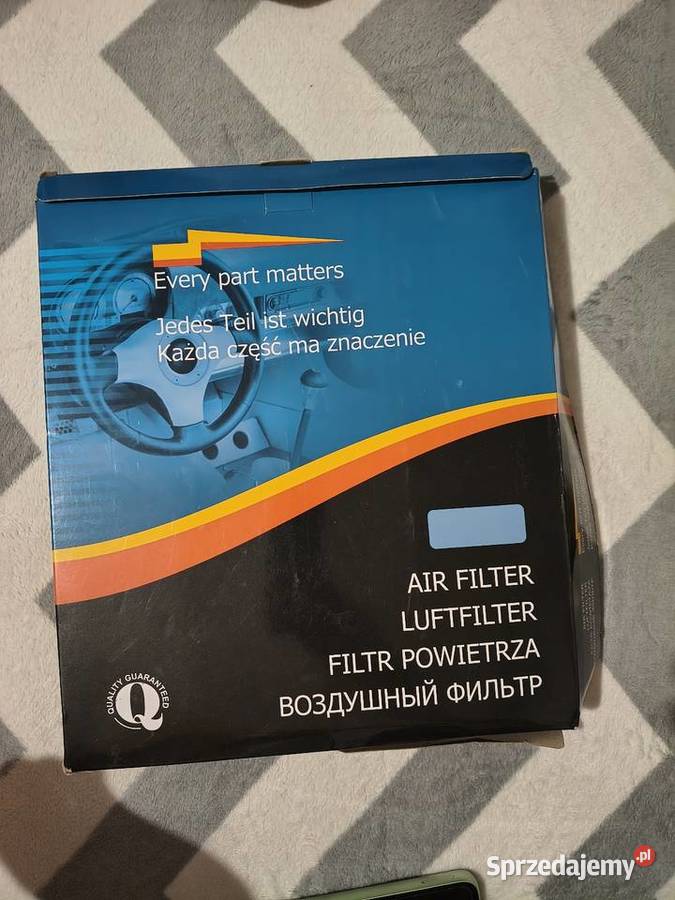 Every part matters
Jedes Teil ist wichtig
Każda część ma znaczenie
AIR FILTER
LUFTFILTER
FILTR POWIETRZA
ВОЗДУШНЫЙ ФИЛЬТР
QUALITY GUARANTEED
Q
Sprzedajemy.pl